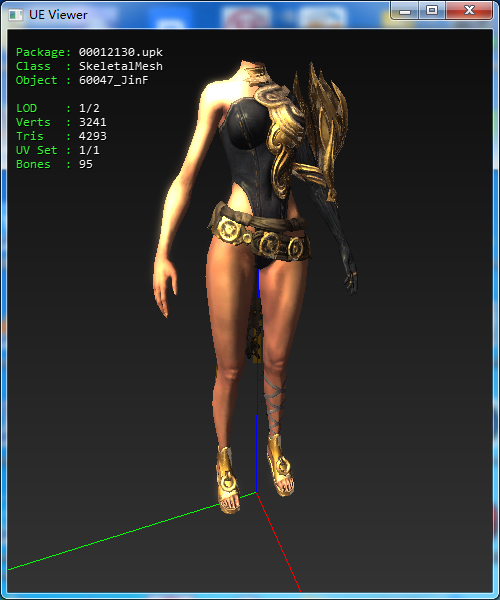 UE Viewer
Package: 00012130.upk
Class : SkeletalMesh
Object : 60047_JinF
LOD : 1/2
Verts : 3241
Tris : 4293
UV Set : 1/1
Bones : 95